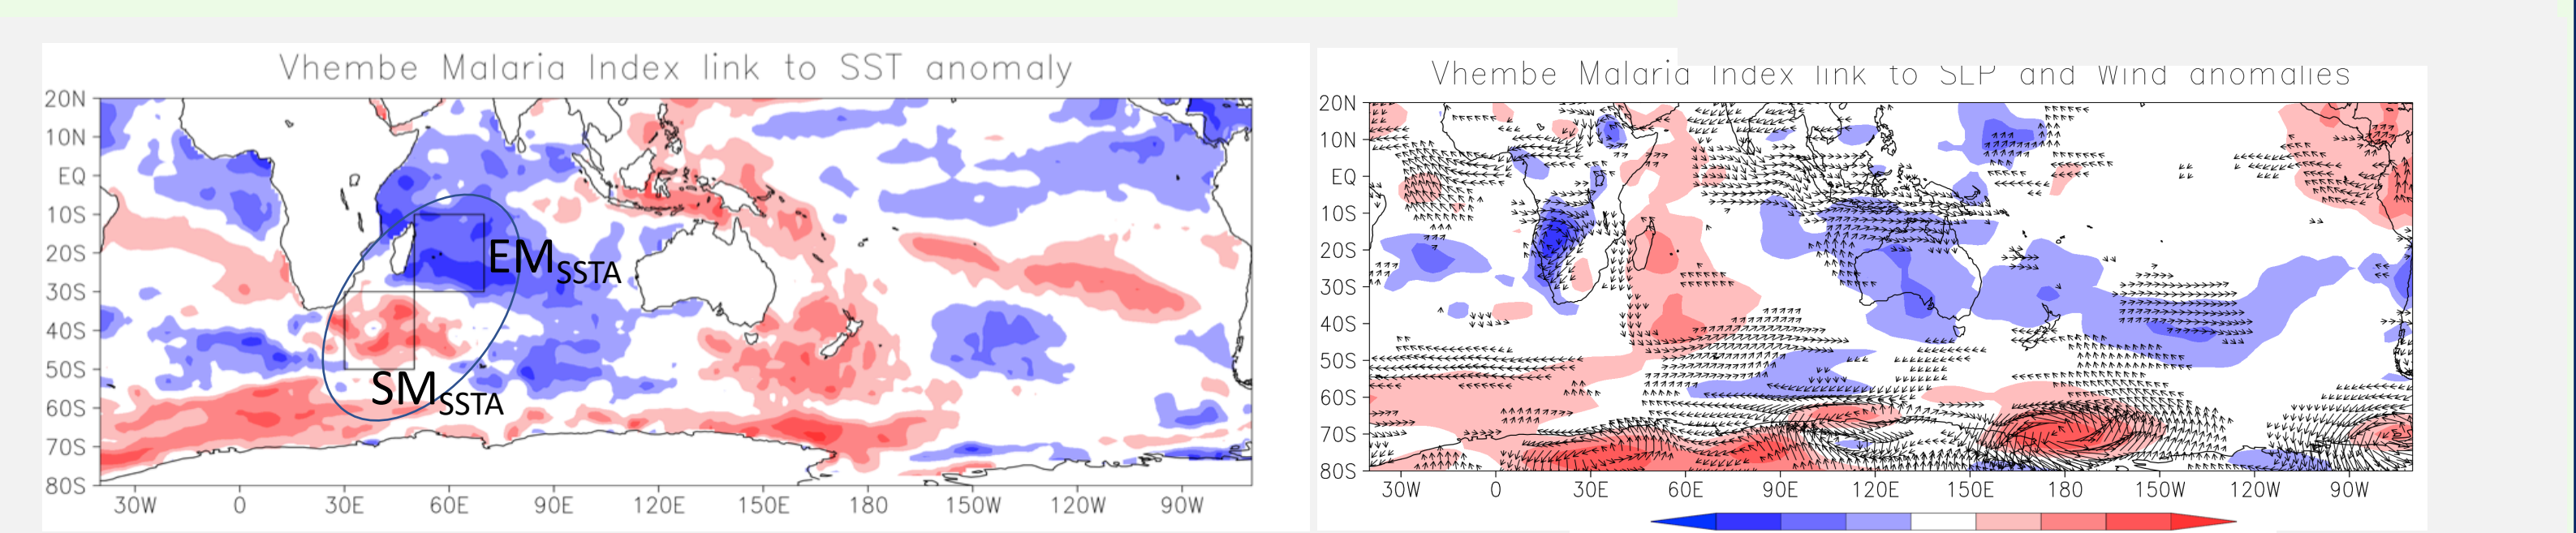 Vhembe Malaria Index link to SST anomaly
20N
10N
EQ
10S
20S
30S
40S
50S
60S
70S
80S
30W 0 30E 60E 90E 120E 150E 180 150W 120W 90W
EMSSTA
SMSSTA
Vhembe Malaria Index link to SLP and Wind anomalies
20N
10N
EQ
10S
20S
30S
40S
50S
60S
70S
80S
30W 0 30E 60E 90E 120E 150E 180 150W 120W 90W